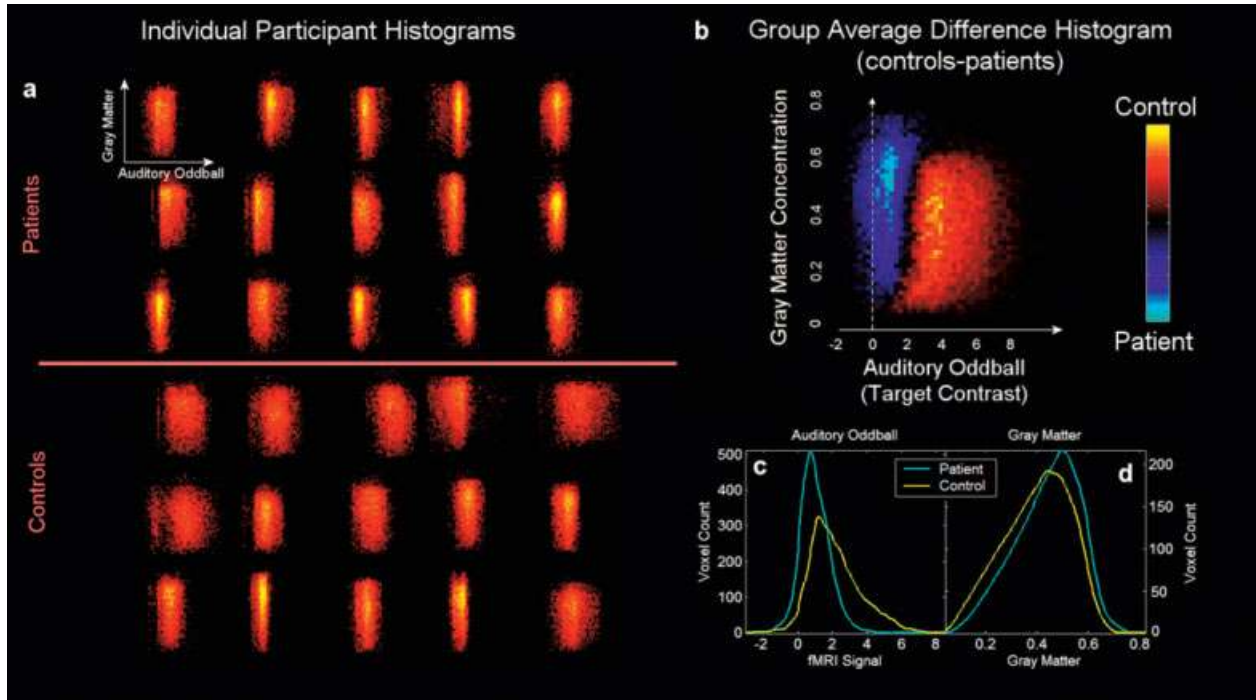 Individual Participant Histograms
a
Gray Matter
Auditory Oddball
Patients
Controls
b
Group Average Difference Histogram
(controls-patients)
Gray Matter Concentration
0.8
0.6
0.4
0.2
0
-2 0 2 4 6 8
Auditory Oddball
(Target Contrast)
Control
Patient
Auditory Oddball
c
Patient
Control
Voxel Count
500
400
300
200
100
0
-2 0 2 4 6 8
fMRI Signal
Gray Matter
d
200
150
100
50
0
Voxel Count
0.2 0.5 0.4 0.8
Gray Matter